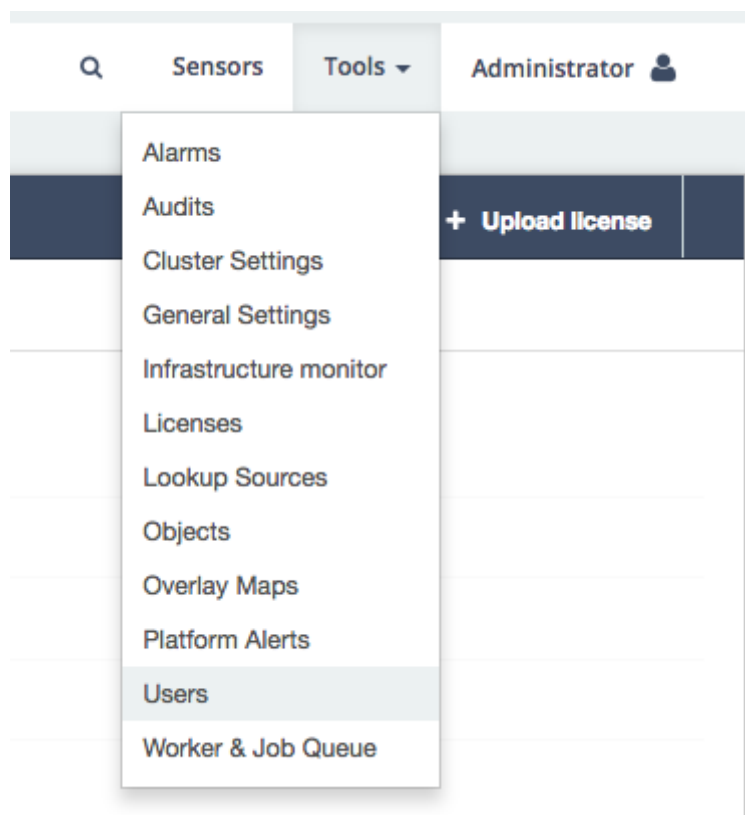 Sensors Tools Administrator
Alarms
Audits
+ Upload license
Cluster Settings
General Settings
Infrastructure monitor
Licenses
Lookup Sources
Objects
Overlay Maps
Platform Alerts
Users
Worker & Job Queue